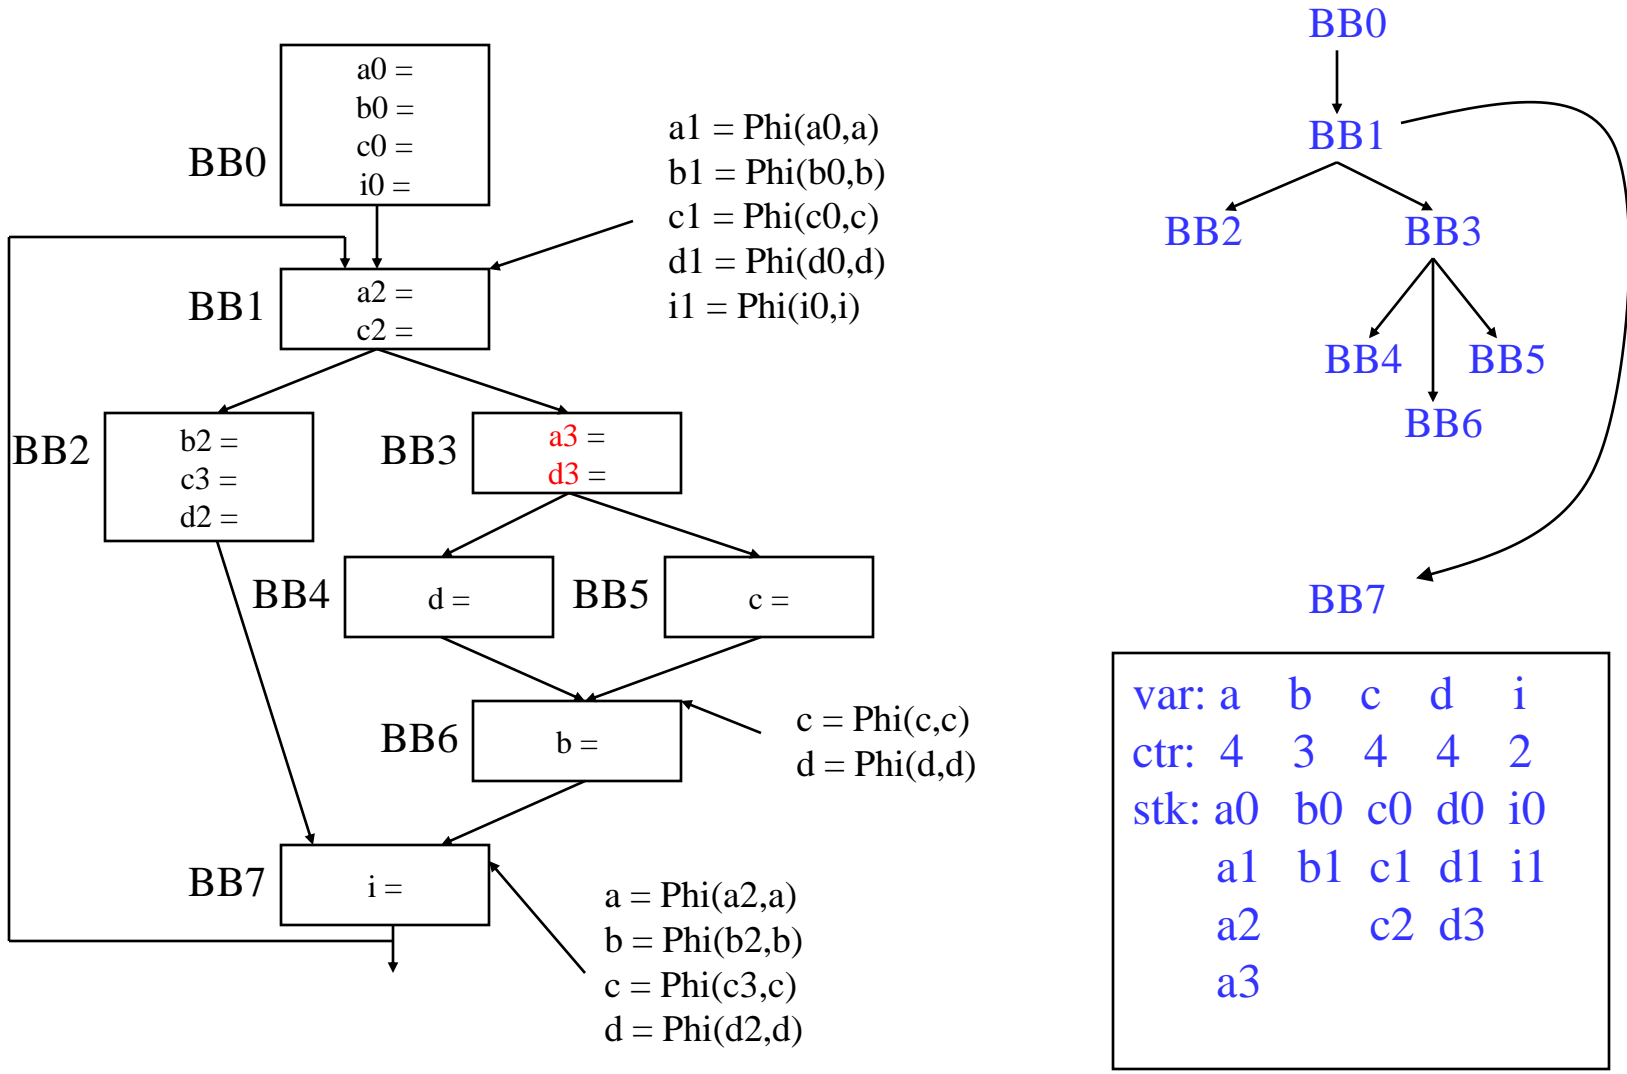 BB0
a0 =
b0 =
c0 =
i0 =
a1 = Phi(a0,a)
b1 = Phi(b0,b)
c1 = Phi(c0,c)
d1 = Phi(d0,d)
i1 = Phi(i0,i)
BB1
a2 =
c2 =
BB2
b2 =
c3 =
d2 =
BB3
a3 =
d3 =
BB4
d =
BB5
c =
BB6
b =
c = Phi(c,c)
d = Phi(d,d)
BB7
i =
a = Phi(a2,a)
b = Phi(b2,b)
c = Phi(c3,c)
d = Phi(d2,d)
BB0
BB1
BB2 BB3
BB4 BB5
BB6
BB7
var: a b c d i
ctr: 4 3 4 4 2
stk: a0 b0 c0 d0 i0
a1 b1 c1 d1 i1
a2 c2 d3
a3